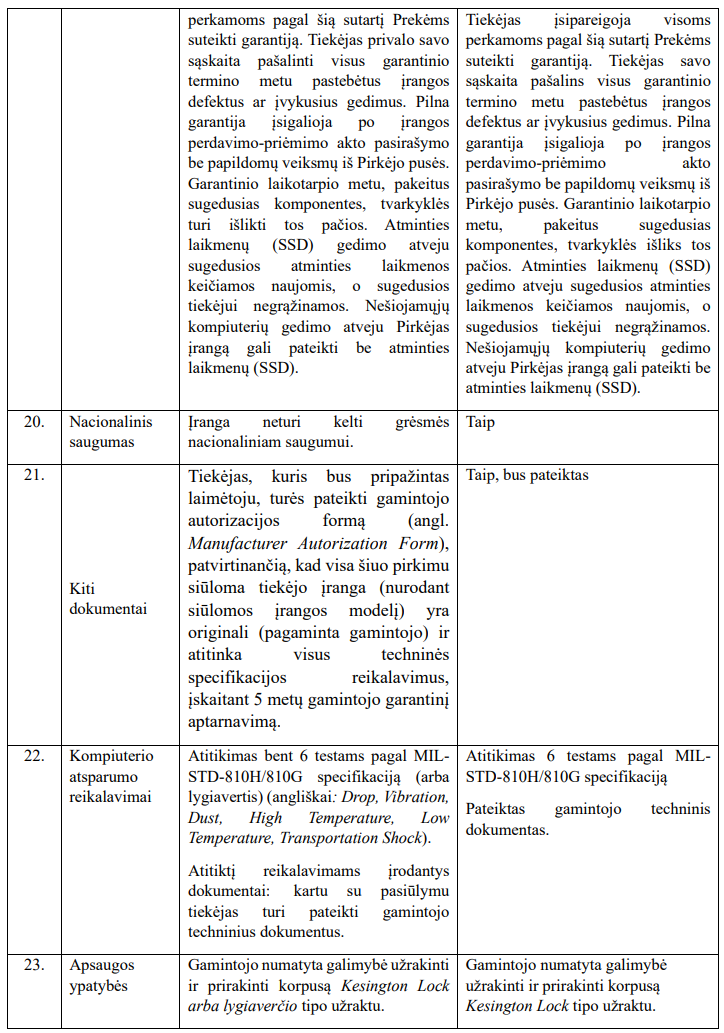 perkamoms pagal šią sutartį Prekėms
suteikti garantiją. Tiekėjas privalo savo
sąskaita pašalinti visus garantinio
termino metu pastebėtus įrangos
defektus ar įvykusius gedimus. Pilna
garantija įsigalioja po įrangos
perdavimo-priėmimo akto pasirašymo
be papildomų veiksmų iš Pirkėjo pusės.
Garantinio laikotarpio metu, pakeitus
sugedusius komponentes, tvarkyklės
turi išlikti tos pačios. Atminties
laikmenų (SSD) gedimo atveju
sugedusios atminties laikmenos
keičiamos naujomis, o sugedusios
tiekėjui negrąžinamos. Nešiojamųjų
kompiuterių gedimo atveju Pirkėjas
įrangą gali pateikti be atminties
laikmenų (SSD).
Tiekėjas įsipareigoja visoms
perkamoms pagal šią sutartį Prekėms
suteikti garantiją. Tiekėjas savo
sąskaita pašalins visus garantinio
termino metu pastebėtus įrangos
defektus ar įvykusius gedimus. Pilna
garantija įsigalioja po įrangos
perdavimo-priėmimo akto
pasirašymo be papildomų veiksmų iš
Pirkėjo pusės. Garantinio laikotarpio
metu, pakeitus sugedusias
komponentes, tvarkyklės išliks tos
pačios. Atminties laikmenų (SSD)
gedimo atveju sugedusios atminties
laikmenos keičiamos naujomis, o
sugedusios tiekėjui negrąžinamos.
Nešiojamųjų kompiuterių gedimo
atveju Pirkėjas įrangą gali pateikti be
atminties laikmenų (SSD).
20.
Nacionalinis
saugumas
Įranga neturi kelti grėsmės
nacionaliniam saugumui.
Taip
21.
Kiti
dokumentai
Tiekėjas, kuris bus pripažintas
laimėtoju, turės pateikti gamintojo
autorizacijos formą (angl.
Manufacturer Autorization Form),
patvirtinančią, kad visa šiuo pirkimu
siūloma tiekėjo įranga (nurodant
siūlomos įrangos modelį) yra
originali (pagaminta gamintojo) ir
atitinka visus techninės
specifikacijos reikalavimus,
įskaitant 5 metų gamintojo garantinį
aptarnavimą.
Taip, bus pateiktas
22.
Kompiuterio
atsparumo
reikalavimai
Atitikimas bent 6 testams pagal MIL-
STD-810H/810G specifikaciją (arba
lygiavertis) (angliškai: Drop, Vibration,
Dust, High Temperature, Low
Temperature, Transportation Shock).
Atitiktį reikalavimams įrodantys
dokumentai: kartu su pasiūlymu
tiekėjas turi pateikti gamintojo
techninius dokumentus.
Atitikimas 6 testams pagal MIL-
STD-810H/810G specifikaciją
Pateiktas gamintojo techninis
dokumentas.
23.
Apsaugos
ypatybės
Gamintojo numatyta galimybė užrakinti
ir prirakinti korpusą Kesington Lock
arba lygiaverčio tipo užraktu.
Gamintojo numatyta galimybė
užrakinti ir prirakinti korpusą
Kesington Lock tipo užraktu.